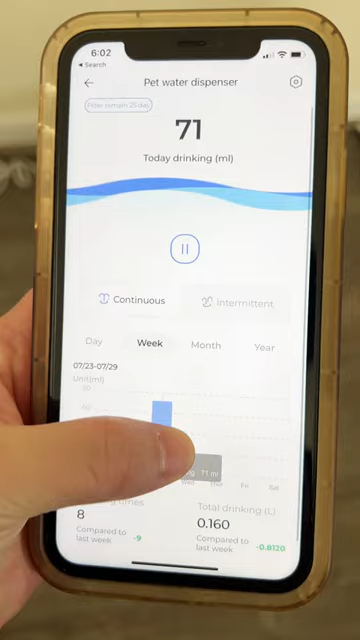 6:02
◂ Search
Pet water dispenser
Filter remain 25 day
71
Today drinking (ml)
Continuous
Intermittent
Day
Week
Month
Year
07/23-07/29
Unit(ml)
71 ml
Fri
Sat
times
Total drinking (L)
8
0.160
Compared to
last week
-9
Compared to
last week
-0.8120